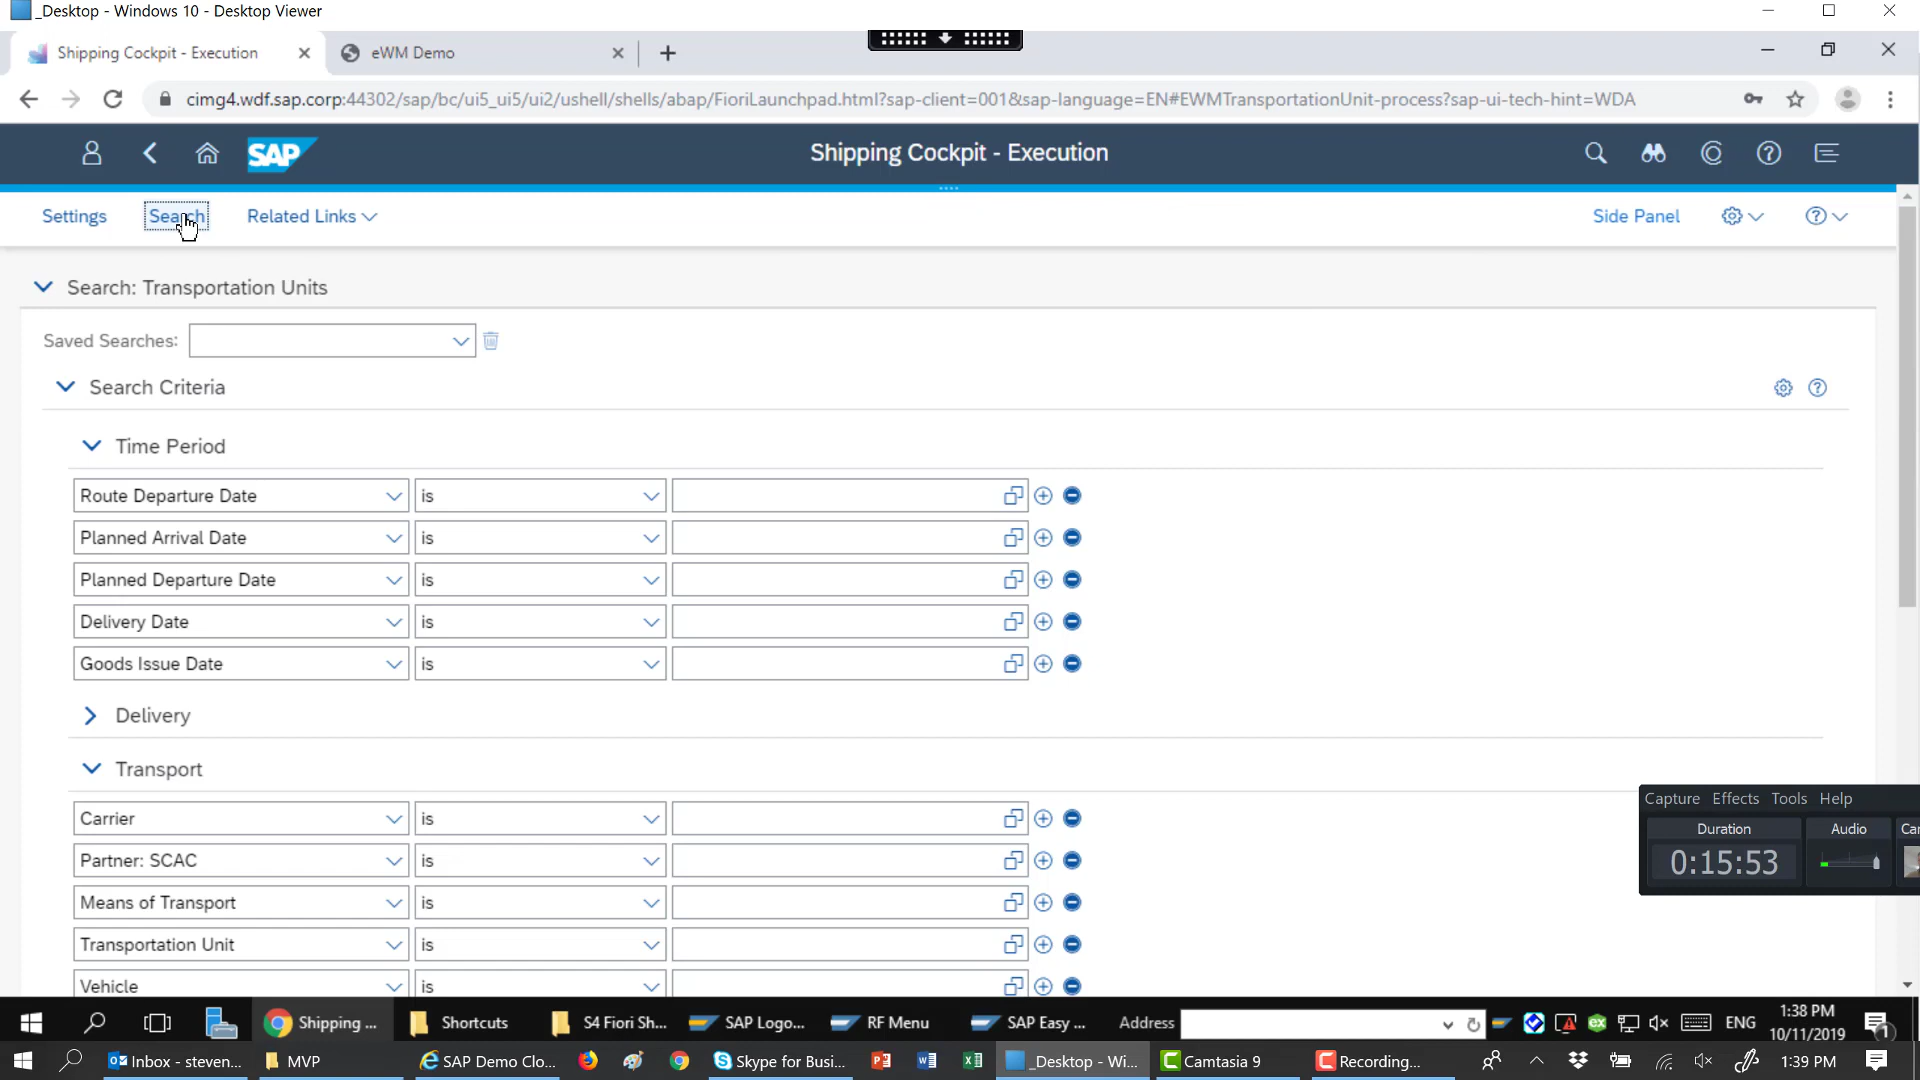 _Desktop - Windows 10 - Desktop Viewer
Shipping Cockpit - Execution
eWM Demo
cimg4.wdf.sap.corp:44302/sap/bc/ui5_ui5/ui2/ushell/shells/abap/FioriLaunchpad.html?sap-client=001&sap-language=EN#EWMTransportationUnit-process?sap-ui-tech-hint=WDA
SAP
Shipping Cockpit - Execution
Settings
Search
Related Links
Side Panel
Search: Transportation Units
Saved Searches:
Search Criteria
Time Period
Route Departure Date is
Planned Arrival Date is
Planned Departure Date is
Delivery Date is
Goods Issue Date is
Delivery
Transport
Carrier is
Partner: SCAC is
Means of Transport is
Transportation Unit is
Vehicle is
Capture Effects Tools Help
Duration Audio Car
0:15:53
Shipping ...
Shortcuts
S4 Fiori Sh...
SAP Logo...
RF Menu
SAP Easy ...
Address
ex
ENG
1:38 PM
10/11/2019
1
Inbox - steven...
MVP
SAP Demo Clo...
Skype for Busi...
_Desktop - Wi...
Camtasia 9
Recording...
1:39 PM